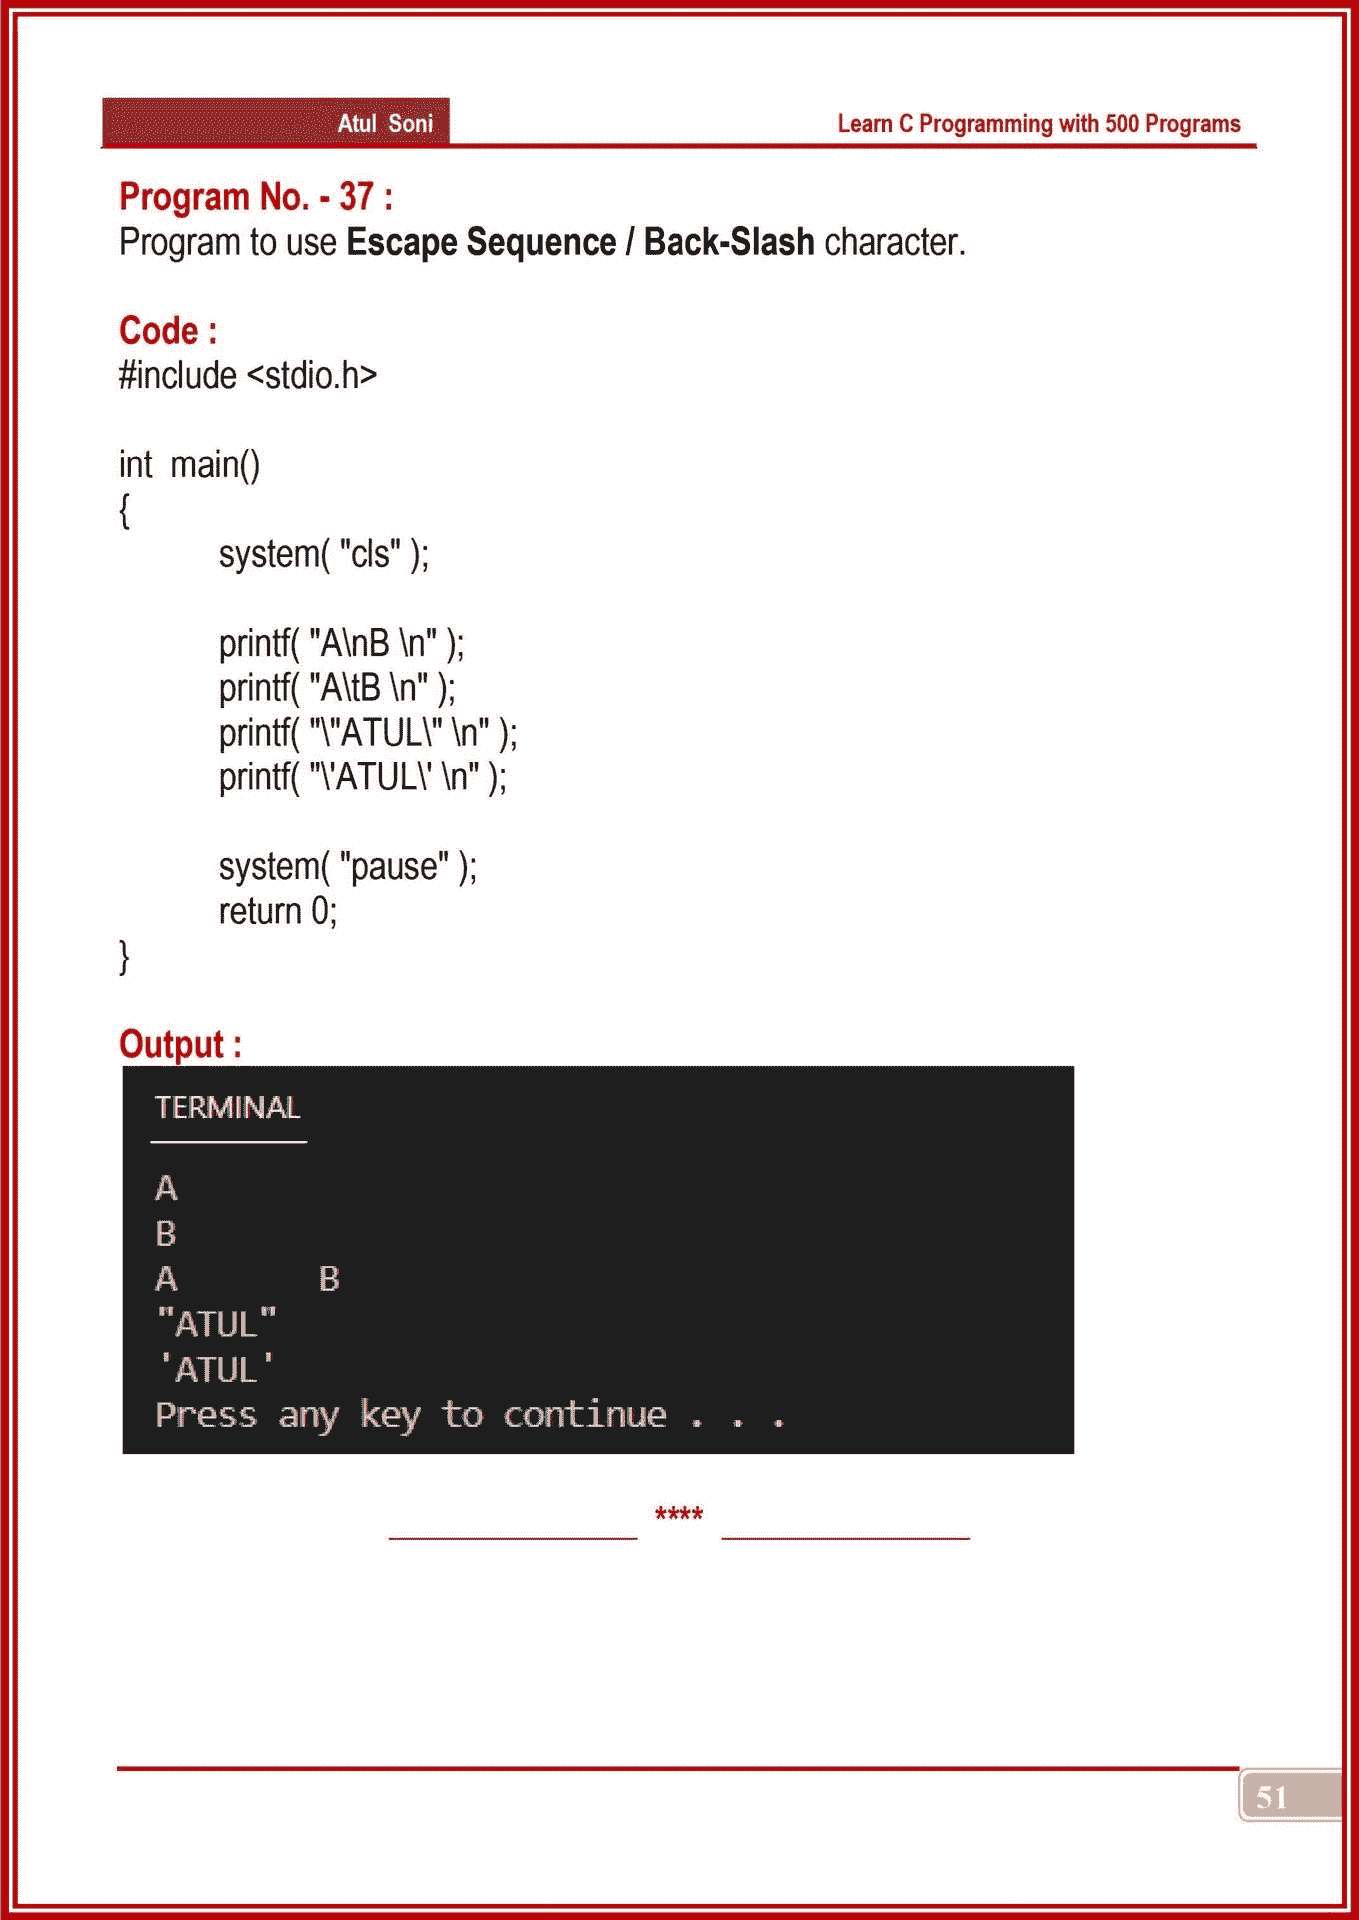 Atul Soni
Learn C Programming with 500 Programs
Program No. - 37 :
Program to use Escape Sequence / Back-Slash character.
Code :
#include <stdio.h>
int main()
{
system( "cls" );
printf( "A\nB \n" );
printf( "A\tB \n" );
printf( "\"ATUL\" \n" );
printf( "\'ATUL\' \n" );
system( "pause" );
return 0;
}
Output :
TERMINAL
A
B
A B
"ATUL"
'ATUL'
Press any key to continue . . .
****
51